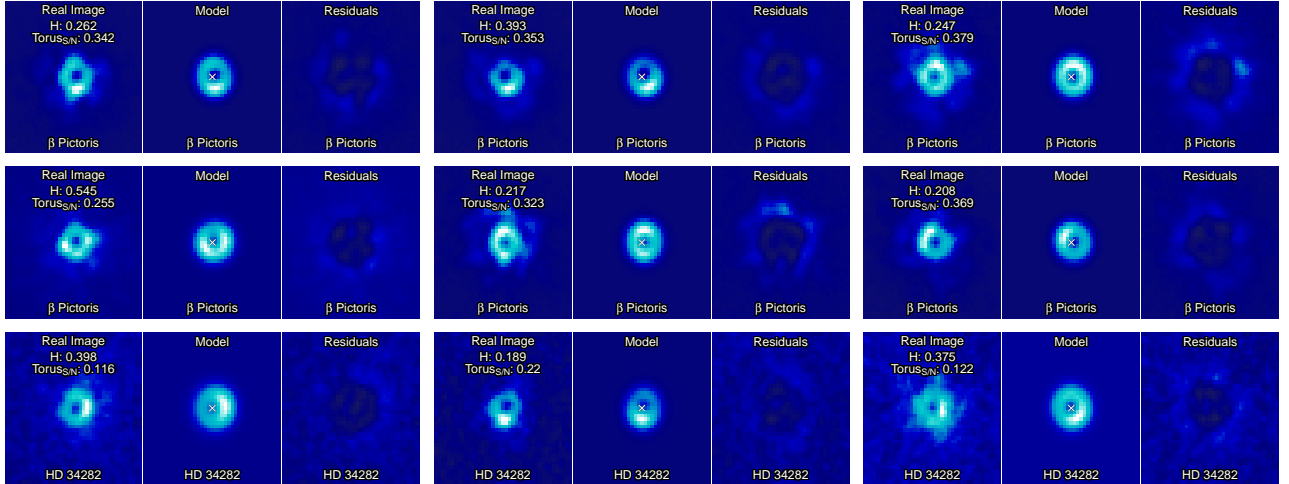 Real Image Model Residuals Real Image Model Residuals Real Image Model Residuals
H: 0.262 H: 0.393 H: 0.247
Torus_S/N: 0.342 Torus_S/N: 0.353 Torus_S/N: 0.379
β Pictoris β Pictoris β Pictoris β Pictoris β Pictoris β Pictoris β Pictoris β Pictoris β Pictoris
Real Image Model Residuals Real Image Model Residuals Real Image Model Residuals
H: 0.545 H: 0.217 H: 0.208
Torus_S/N: 0.255 Torus_S/N: 0.323 Torus_S/N: 0.369
β Pictoris β Pictoris β Pictoris β Pictoris β Pictoris β Pictoris β Pictoris β Pictoris β Pictoris
Real Image Model Residuals Real Image Model Residuals Real Image Model Residuals
H: 0.398 H: 0.189 H: 0.375
Torus_S/N: 0.116 Torus_S/N: 0.22 Torus_S/N: 0.122
HD 34282 HD 34282 HD 34282 HD 34282 HD 34282 HD 34282 HD 34282 HD 34282 HD 34282